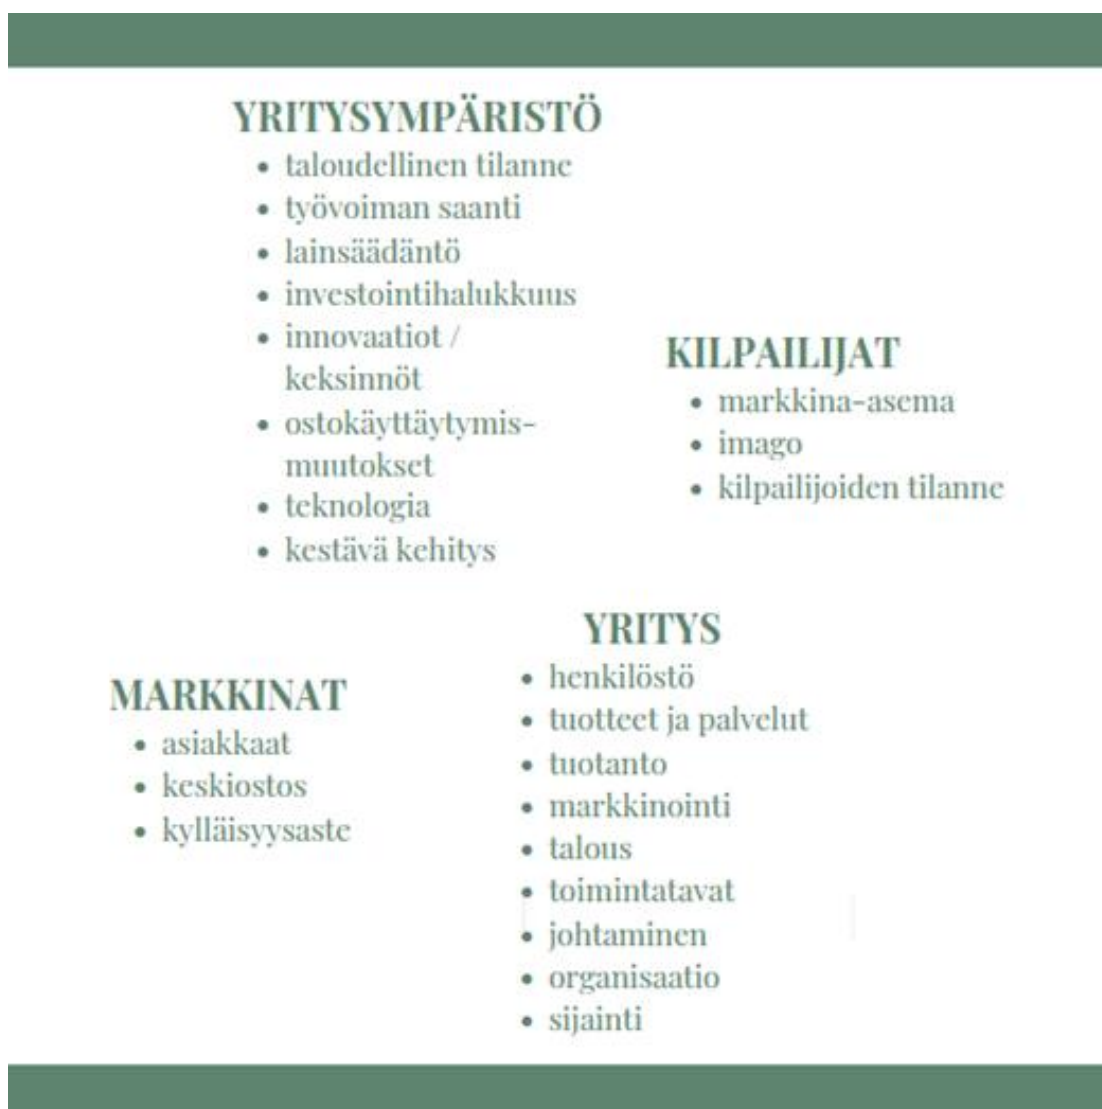 YRITYSYMPÄRISTÖ
• taloudellinen tilanne
• työvoiman saanti
• lainsäädäntö
• investointihalukkuus
• innovaatiot /
keksinnöt
• ostokäyttäytymis-
muutokset
• teknologia
• kestävä kehitys
KILPAILIJAT
• markkina-asema
• imago
• kilpailijoiden tilanne
MARKKINAT
• asiakkaat
• keskiostos
• kylläisyysaste
YRITYS
• henkilöstö
• tuotteet ja palvelut
• tuotanto
• markkinointi
• talous
• toimintatavat
• johtaminen
• organisaatio
• sijainti